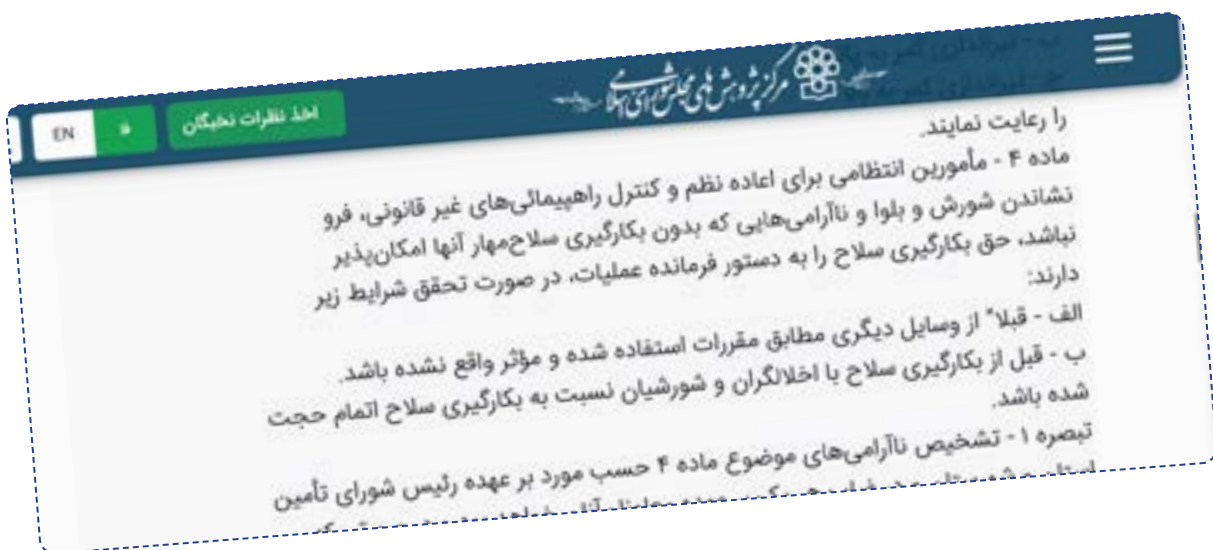 مرکز پژوهش‌های مجلس شورای اسلامی
اخذ نظرات نخبگان
فا
EN
را رعایت نمایند.
ماده ۴ - مأمورین انتظامی برای اعاده نظم و کنترل راهپیمائی‌های غیر قانونی، فرو
نشاندن شورش و بلوا و ناآرامی‌هایی که بدون بکارگیری سلاح‌مهار آنها امکان‌پذیر
نباشد، حق بکارگیری سلاح را به دستور فرمانده عملیات، در صورت تحقق شرایط زیر
دارند:
الف - قبلا" از وسایل دیگری مطابق مقررات استفاده شده و مؤثر واقع نشده باشد.
ب - قبل از بکارگیری سلاح با اخلالگران و شورشیان نسبت به بکارگیری سلاح اتمام حجت
شده باشد.
تبصره ۱ - تشخیص ناآرامی‌های موضوع ماده ۴ حسب مورد بر عهده رئیس شورای تأمین